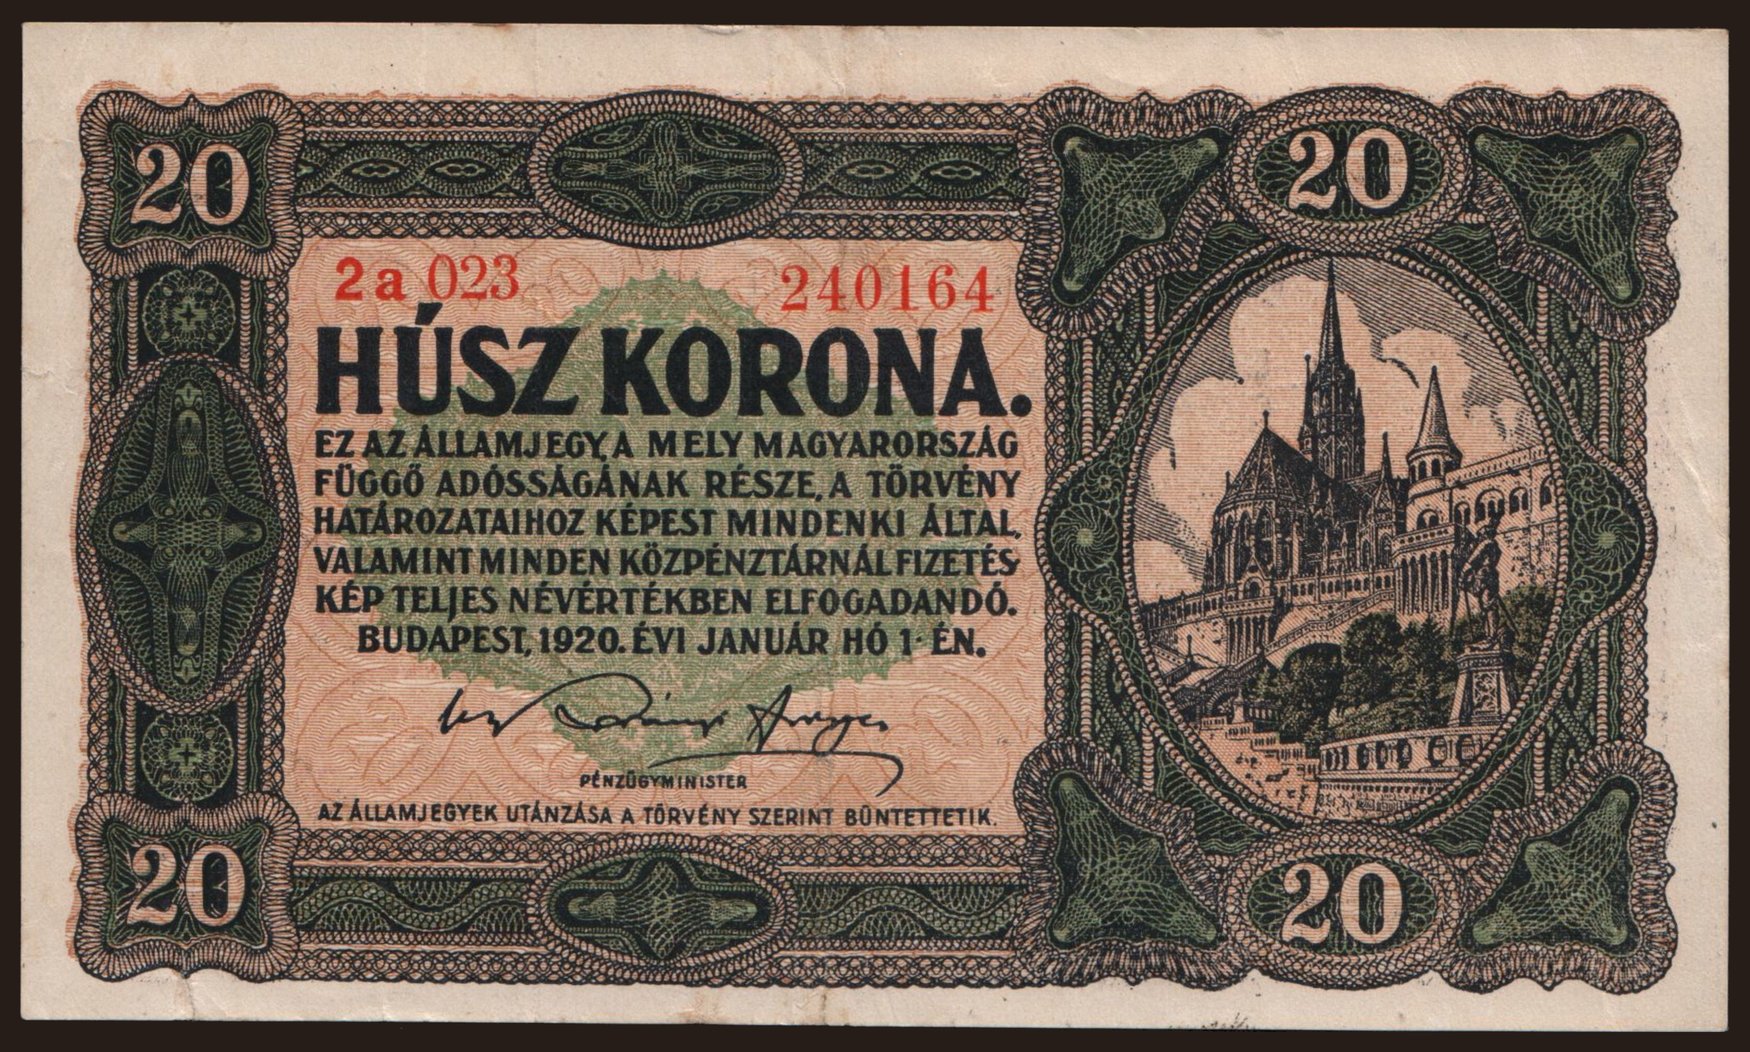 20
20
2a 023 240164
HÚSZ KORONA.
EZ AZ ÁLLAMJEGY, A MELY MAGYARORSZÁG
FÜGGŐ ADÓSSÁGÁNAK RÉSZE, A TÖRVÉNY
HATÁROZATAIHOZ KÉPEST MINDENKI ÁLTAL,
VALAMINT MINDEN KÖZPÉNZTÁRNÁL FIZETÉS-
KÉP TELJES NÉVÉRTÉKBEN ELFOGADANDÓ.
BUDAPEST, 1920. ÉVI JANUÁR HÓ 1-ÉN.
PÉNZÜGYMINISTER
AZ ÁLLAMJEGYEK UTÁNZÁSA A TÖRVÉNY SZERINT BÜNTETTETIK.
20
20